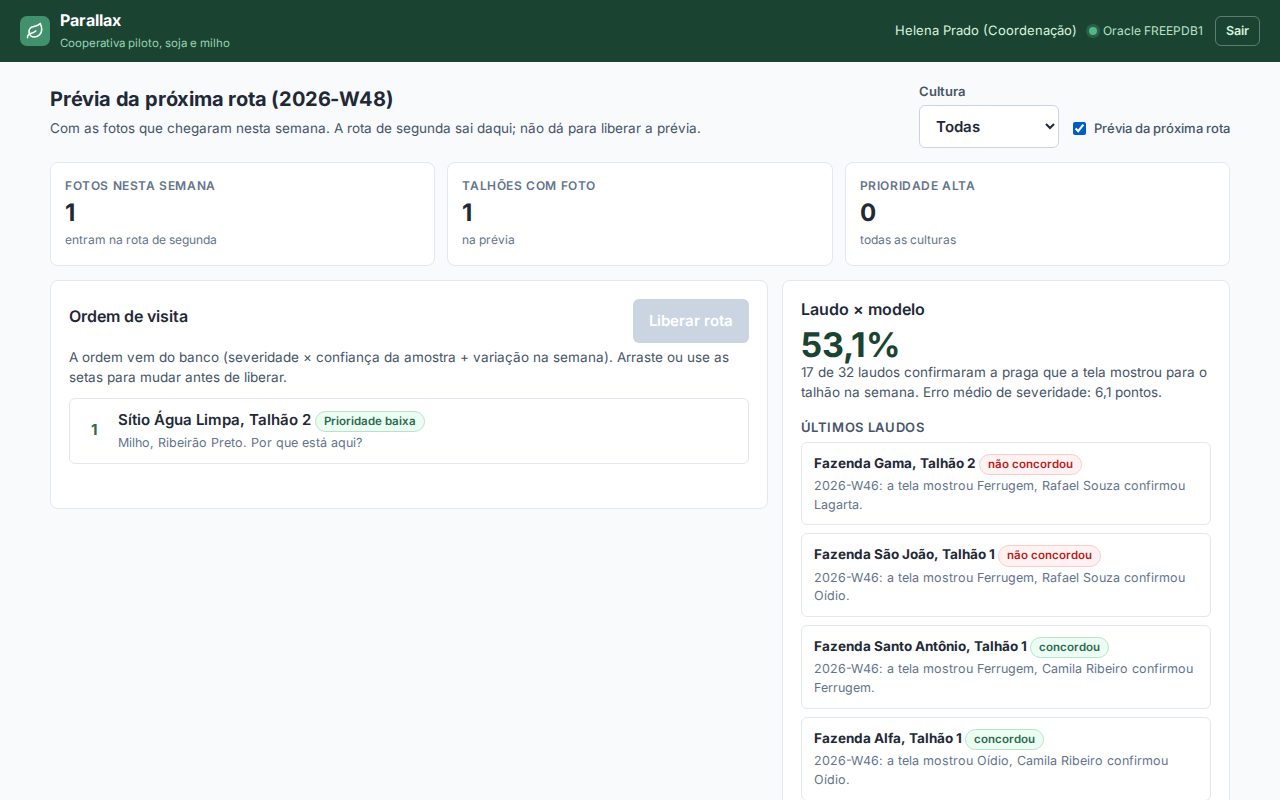 Parallax
Cooperativa piloto, soja e milho
Helena Prado (Coordenação)
Oracle FREEPDB1
Sair
Prévia da próxima rota (2026-W48)
Com as fotos que chegaram nesta semana. A rota de segunda sai daqui; não dá para liberar a prévia.
Cultura
Todas
Prévia da próxima rota
FOTOS NESTA SEMANA
1
entram na rota de segunda
TALHÕES COM FOTO
1
na prévia
PRIORIDADE ALTA
0
todas as culturas
Ordem de visita
Liberar rota
A ordem vem do banco (severidade × confiança da amostra + variação na semana). Arraste ou use as
setas para mudar antes de liberar.
1
Sítio Água Limpa, Talhão 2 Prioridade baixa
Milho, Ribeirão Preto. Por que está aqui?
Laudo × modelo
53,1%
17 de 32 laudos confirmaram a praga que a tela mostrou para o
talhão na semana. Erro médio de severidade: 6,1 pontos.
ÚLTIMOS LAUDOS
Fazenda Gama, Talhão 2 não concordou
2026-W46: a tela mostrou Ferrugem, Rafael Souza confirmou
Lagarta.
Fazenda São João, Talhão 1 não concordou
2026-W46: a tela mostrou Ferrugem, Rafael Souza confirmou
Oídio.
Fazenda Santo Antônio, Talhão 1 concordou
2026-W46: a tela mostrou Ferrugem, Camila Ribeiro confirmou
Ferrugem.
Fazenda Alfa, Talhão 1 concordou
2026-W46: a tela mostrou Oídio, Camila Ribeiro confirmou
Oídio.